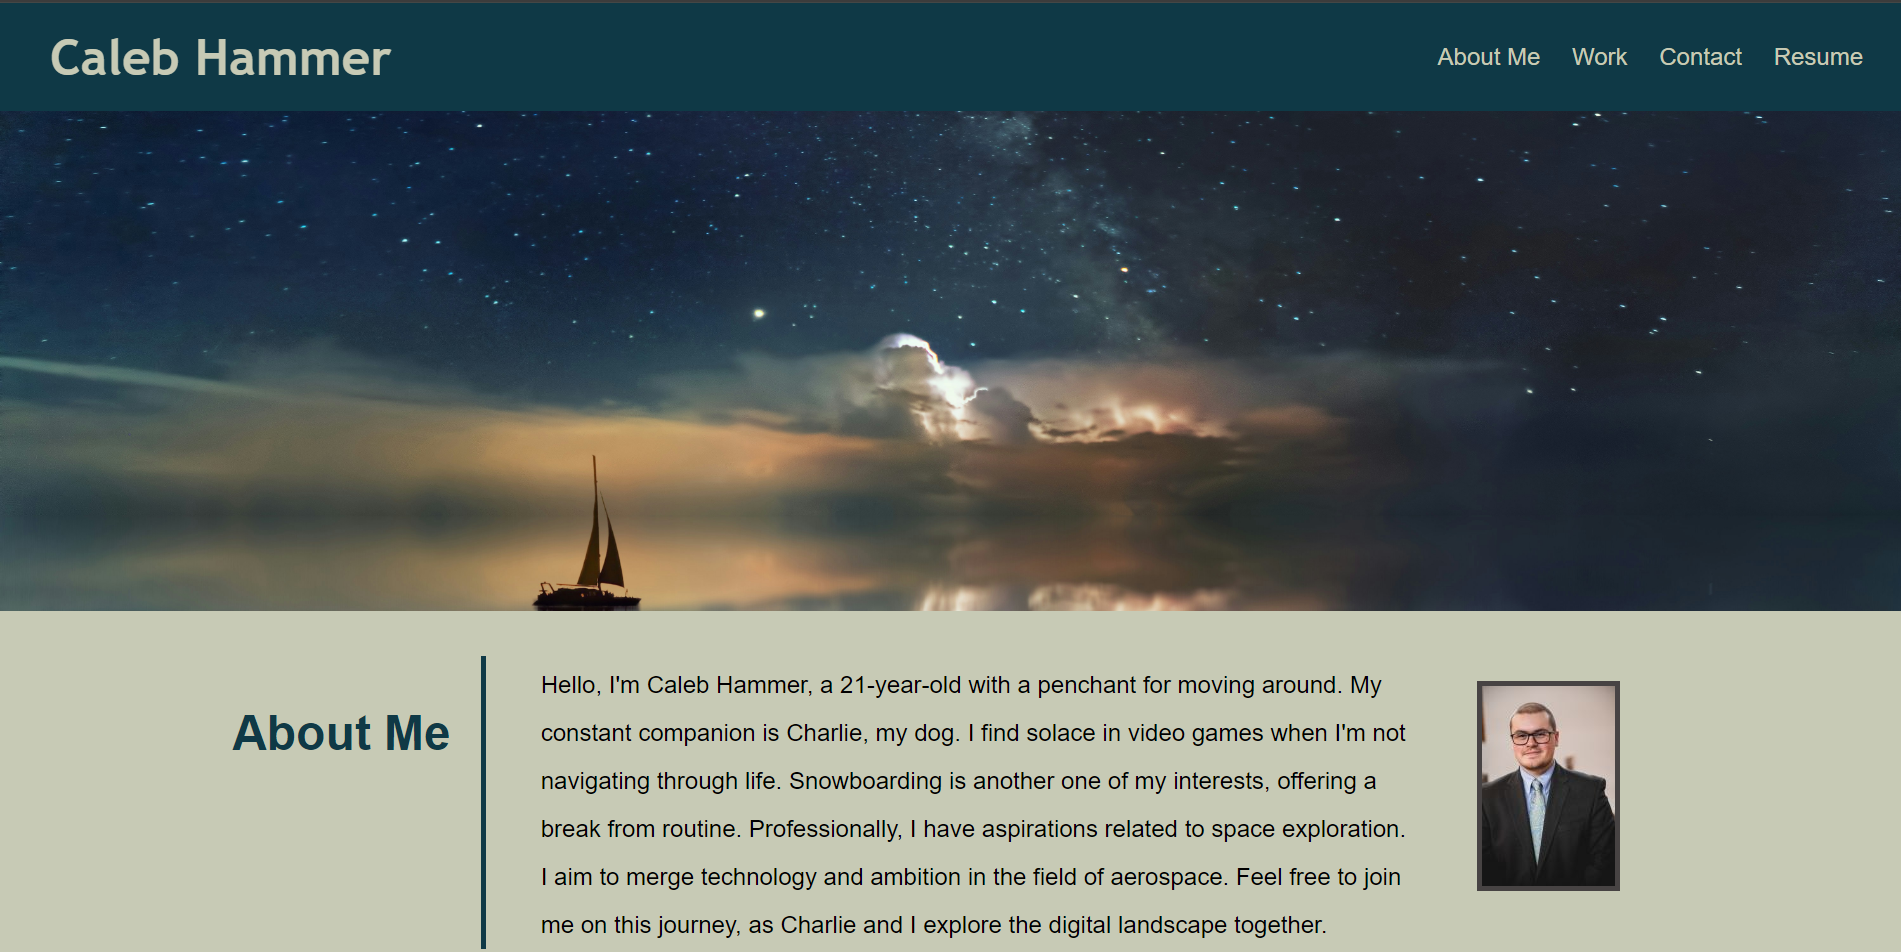 Caleb Hammer
About Me Work Contact Resume
About Me
Hello, I'm Caleb Hammer, a 21-year-old with a penchant for moving around. My
constant companion is Charlie, my dog. I find solace in video games when I'm not
navigating through life. Snowboarding is another one of my interests, offering a
break from routine. Professionally, I have aspirations related to space exploration.
I aim to merge technology and ambition in the field of aerospace. Feel free to join
me on this journey, as Charlie and I explore the digital landscape together.